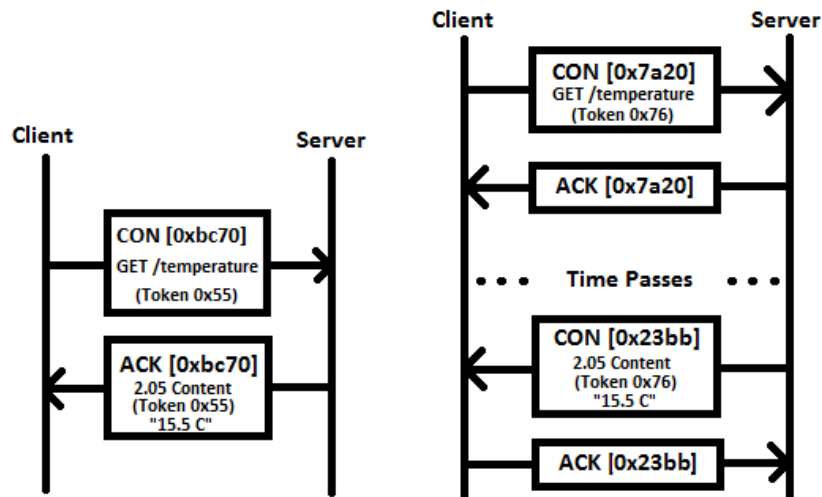 Client
Server
CON [0xbc70]
GET /temperature
(Token 0x55)
ACK [0xbc70]
2.05 Content
(Token 0x55)
"15.5 C"
Client
Server
CON [0x7a20]
GET /temperature
(Token 0x76)
ACK [0x7a20]
Time Passes
CON [0x23bb]
2.05 Content
(Token 0x76)
"15.5 C"
ACK [0x23bb]